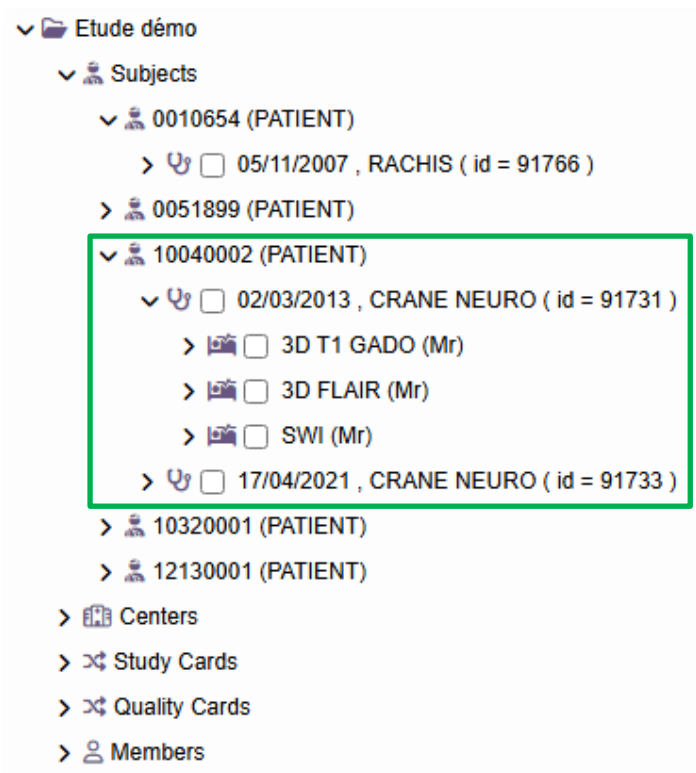 Etude démo
Subjects
0010654 (PATIENT)
05/11/2007 , RACHIS ( id = 91766 )
0051899 (PATIENT)
10040002 (PATIENT)
02/03/2013 , CRANE NEURO ( id = 91731 )
3D T1 GADO (Mr)
3D FLAIR (Mr)
SWI (Mr)
17/04/2021 , CRANE NEURO ( id = 91733 )
10320001 (PATIENT)
12130001 (PATIENT)
Centers
Study Cards
Quality Cards
Members